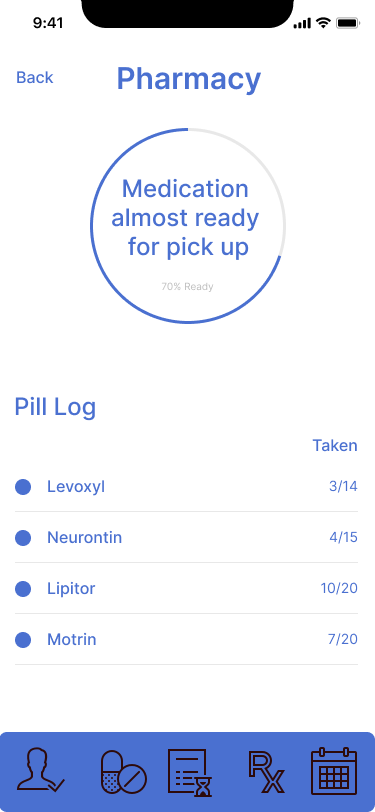 9:41
Back
Pharmacy
Medication
almost ready
for pick up
70% Ready
Pill Log
Taken
Levoxyl 3/14
Neurontin 4/15
Lipitor 10/20
Motrin 7/20
Rx